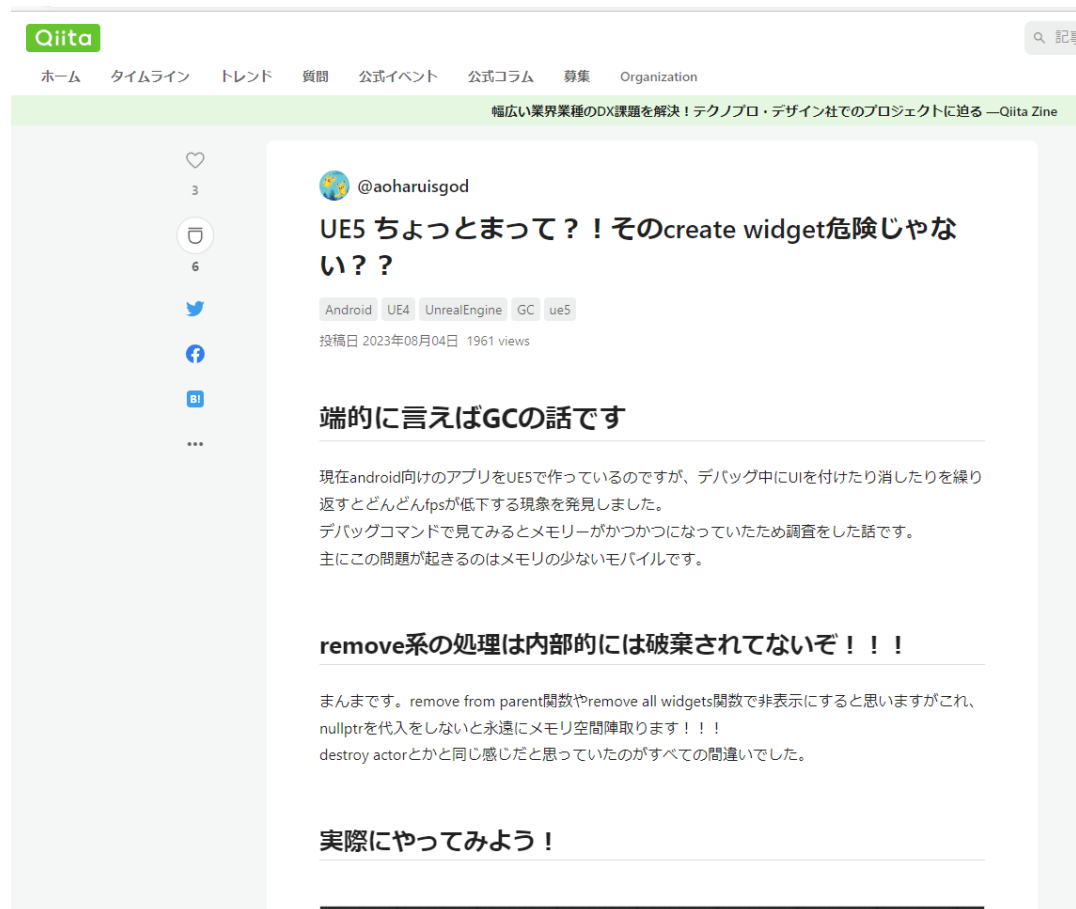 Qiita
記事
ホーム タイムライン トレンド 質問 公式イベント 公式コラム 募集 Organization
幅広い業界業種のDX課題を解決！テクノプロ・デザイン社でのプロジェクトに迫る —Qiita Zine
3
6
B!
@aoharuisgod
UE5 ちょっとまって？！そのcreate widget危険じゃな
い？？
Android UE4 UnrealEngine GC ue5
投稿日 2023年08月04日 1961 views
端的に言えばGCの話です
現在android向けのアプリをUE5で作っているのですが、デバッグ中にUIを付けたり消したりを繰り
返すとどんどんfpsが低下する現象を発見しました。
デバッグコマンドで見てみるとメモリーがかつかつになっていたため調査をした話です。
主にこの問題が起きるのはメモリの少ないモバイルです。
remove系の処理は内部的には破棄されてないぞ！！！
まんまです。remove from parent関数やremove all widgets関数で非表示にすると思いますがこれ、
nullptrを代入をしないと永遠にメモリ空間陣取ります！！！
destroy actorとかと同じ感じだと思っていたのがすべての間違いでした。
実際にやってみよう！